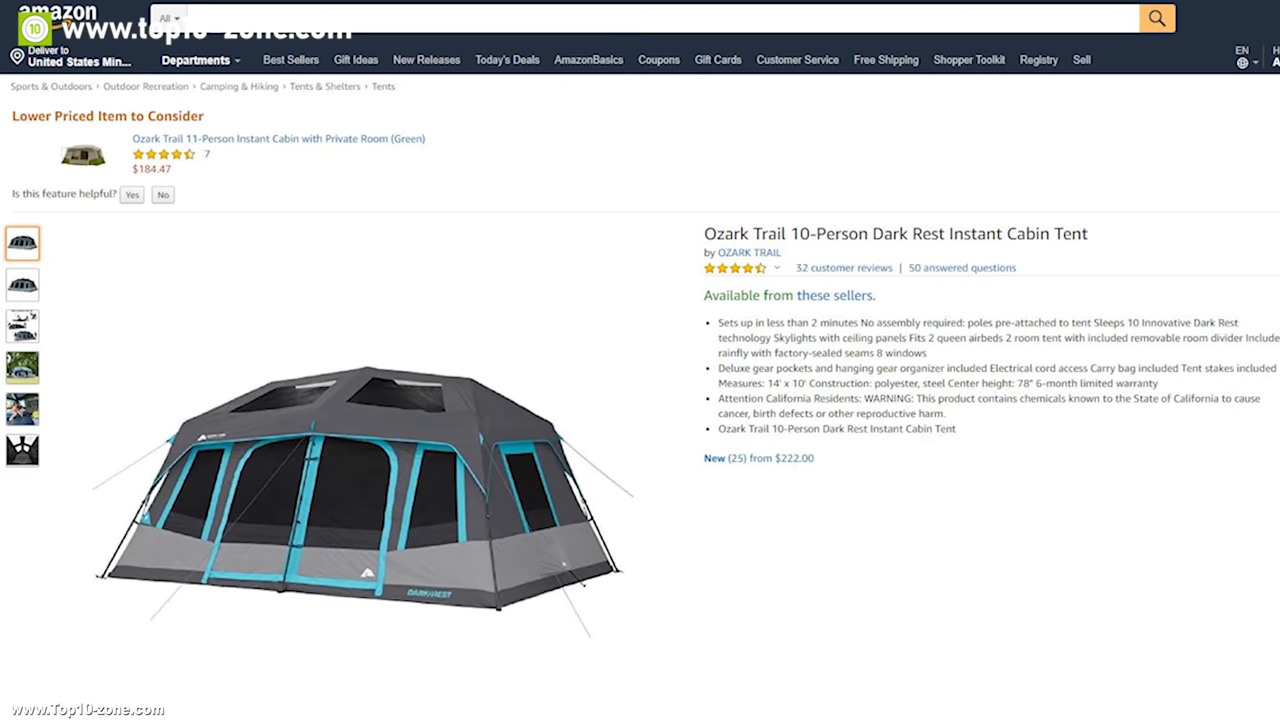 amazon
10
www.top10-zone.com
All
Deliver to
United States Min...
Departments
Best Sellers
Gift Ideas
New Releases
Today's Deals
AmazonBasics
Coupons
Gift Cards
Customer Service
Free Shipping
Shopper Toolkit
Registry
Sell
EN
Sports & Outdoors › Outdoor Recreation › Camping & Hiking › Tents & Shelters › Tents
Lower Priced Item to Consider
Ozark Trail 11-Person Instant Cabin with Private Room (Green)
7
$184.47
Is this feature helpful? Yes No
Ozark Trail 10-Person Dark Rest Instant Cabin Tent
by OZARK TRAIL
32 customer reviews | 50 answered questions
Available from these sellers.
• Sets up in less than 2 minutes No assembly required: poles pre-attached to tent Sleeps 10 Innovative Dark Rest
technology Skylights with ceiling panels Fits 2 queen airbeds 2 room tent with included removable room divider Include
rainfly with factory-sealed seams 8 windows
• Deluxe gear pockets and hanging gear organizer included Electrical cord access Carry bag included Tent stakes included
Measures: 14' x 10' Construction: polyester, steel Center height: 78" 6-month limited warranty
• Attention California Residents: WARNING: This product contains chemicals known to the State of California to cause
cancer, birth defects or other reproductive harm.
• Ozark Trail 10-Person Dark Rest Instant Cabin Tent
New (25) from $222.00
DARK REST
www.Top10-zone.com